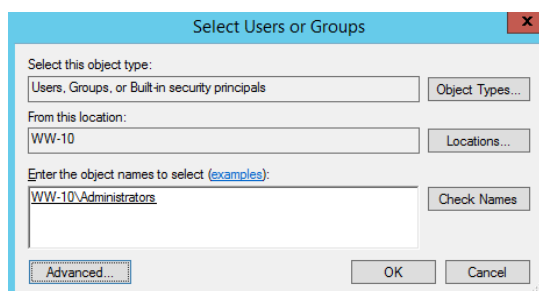 Select Users or Groups
x
Select this object type:
Users, Groups, or Built-in security principals
Object Types...
From this location:
WW-10
Locations...
Enter the object names to select (examples):
WW-10\Administrators
Check Names
Advanced...
OK
Cancel